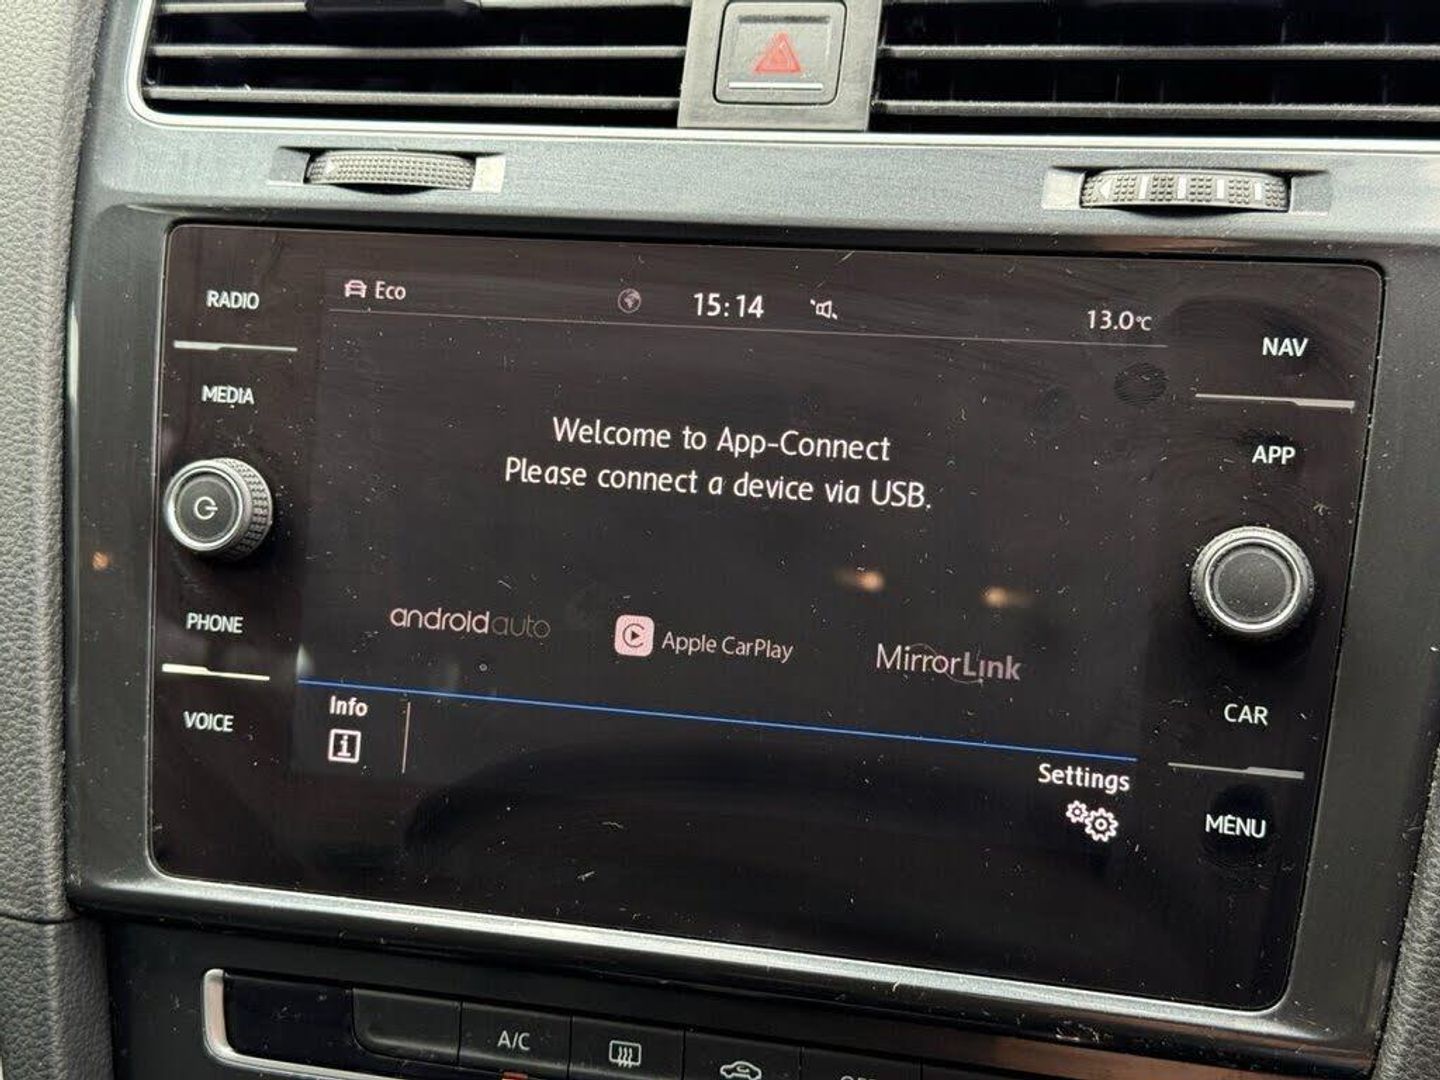 Eco
15:14
13.0°C
RADIO
MEDIA
PHONE
VOICE
Welcome to App-Connect
Please connect a device via USB.
androidauto
Apple CarPlay
MirrorLink
Info
Settings
NAV
APP
CAR
MENU
A/C